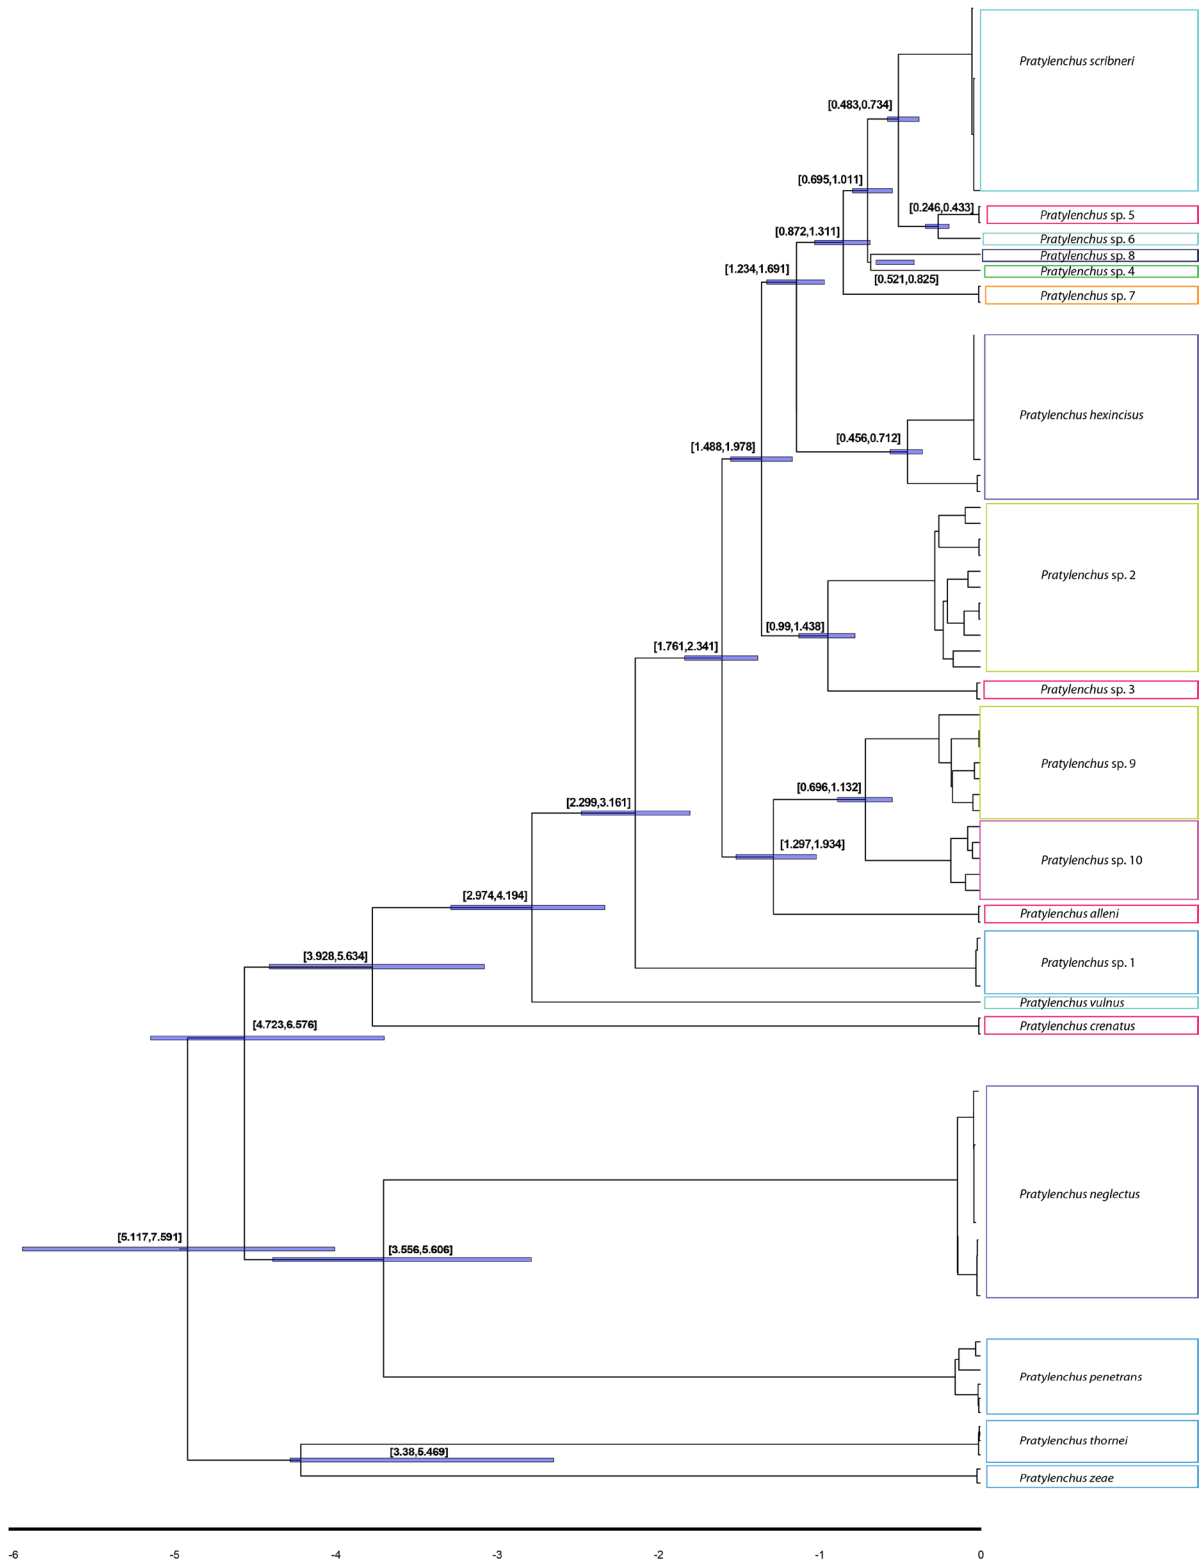 Pratylenchus scribneri
[0.483,0.734]
[0.695,1.011]
[0.246,0.433]
Pratylenchus sp. 5
[0.872,1.311]
Pratylenchus sp. 6
Pratylenchus sp. 8
[1.234,1.691]
Pratylenchus sp. 4
[0.521,0.825]
Pratylenchus sp. 7
Pratylenchus hexincisus
[0.456,0.712]
[1.488,1.978]
Pratylenchus sp. 2
[0.99,1.438]
[1.761,2.341]
Pratylenchus sp. 3
Pratylenchus sp. 9
[0.696,1.132]
[2.299,3.161]
[1.297,1.934]
Pratylenchus sp. 10
[2.974,4.194]
Pratylenchus alleni
[3.928,5.634]
Pratylenchus sp. 1
Pratylenchus vulnus
[4.723,6.576]
Pratylenchus crenatus
Pratylenchus neglectus
[5.117,7.591]
[3.556,5.606]
Pratylenchus penetrans
Pratylenchus thornei
[3.38,5.469]
Pratylenchus zeae
-6 -5 -4 -3 -2 -1 0